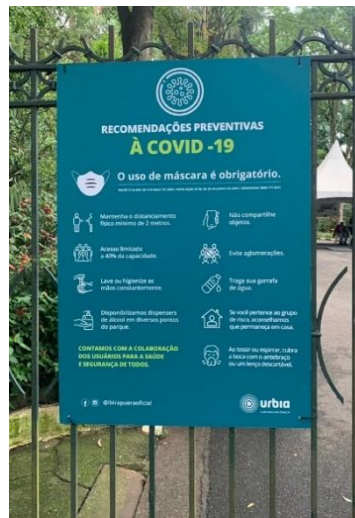 RECOMENDAÇÕES PREVENTIVAS
À COVID -19
O uso de máscara é obrigatório.
Mantenha o distanciamento
físico mínimo de 2 metros.
Não compartilhe
objetos.
Acesso limitado
a 40% da capacidade.
Evite aglomerações.
Lave ou higienize as
mãos constantemente.
Traga sua garrafa
de água.
Disponibilizamos dispensers
de álcool em diversos pontos
do parque.
Se você pertence ao grupo
de risco, aconselhamos
que permaneça em casa.
CONTAMOS COM A COLABORAÇÃO
DOS USUÁRIOS PARA A SAÚDE
E SEGURANÇA DE TODOS.
Ao tossir ou espirrar, cubra
a boca com o antebraço
ou um lenço descartável.
@ibirapueraoficial
urbia